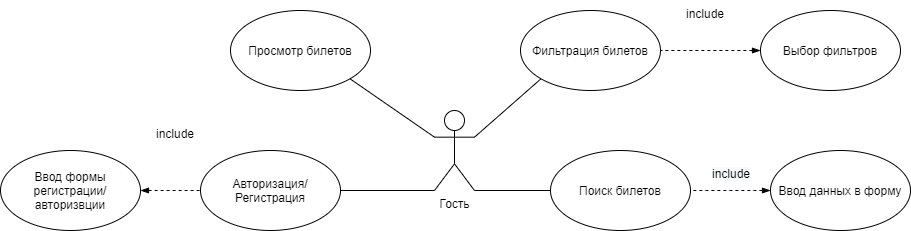 include
Просмотр билетов
Фильтрация билетов
Выбор фильтров
include
include
Ввод формы
регистрации/
авторизвции
Авторизация/
Регистрация
Гость
Поиск билетов
Ввод данных в форму